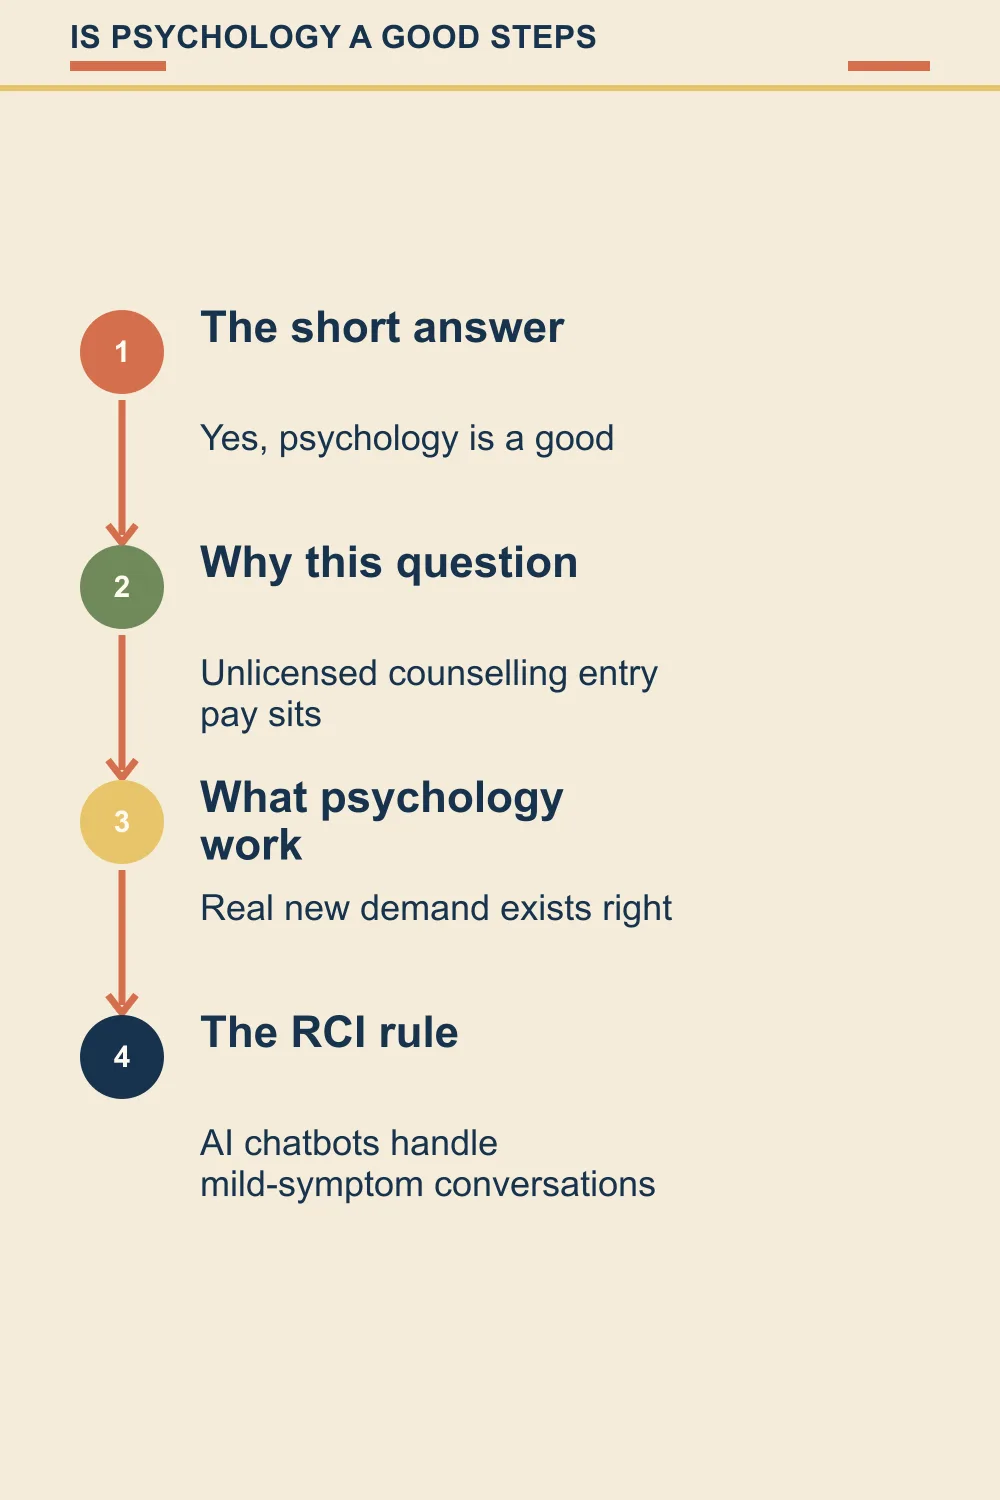 IS PSYCHOLOGY A GOOD STEPS
1
The short answer
Yes, psychology is a good
2
Why this question
Unlicensed counselling entry
pay sits
3
What psychology
work
Real new demand exists right
4
The RCI rule
AI chatbots handle
mild-symptom conversations